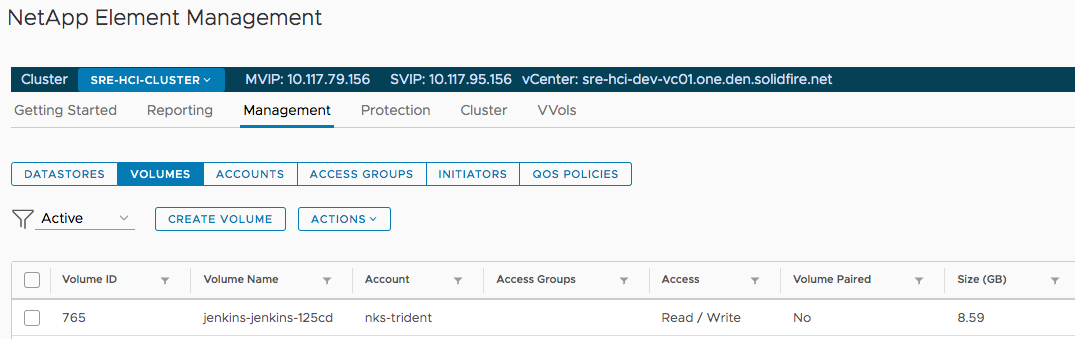 NetApp Element Management
Cluster SRE-HCI-CLUSTER MVIP: 10.117.79.156 SVIP: 10.117.95.156 vCenter: sre-hci-dev-vc01.one.den.solidfire.net
Getting Started Reporting Management Protection Cluster VVols
DATASTORES VOLUMES ACCOUNTS ACCESS GROUPS INITIATORS QOS POLICIES
Active CREATE VOLUME ACTIONS
Volume ID Volume Name Account Access Groups Access Volume Paired Size (GB)
765 jenkins-jenkins-125cd nks-trident Read / Write No 8.59